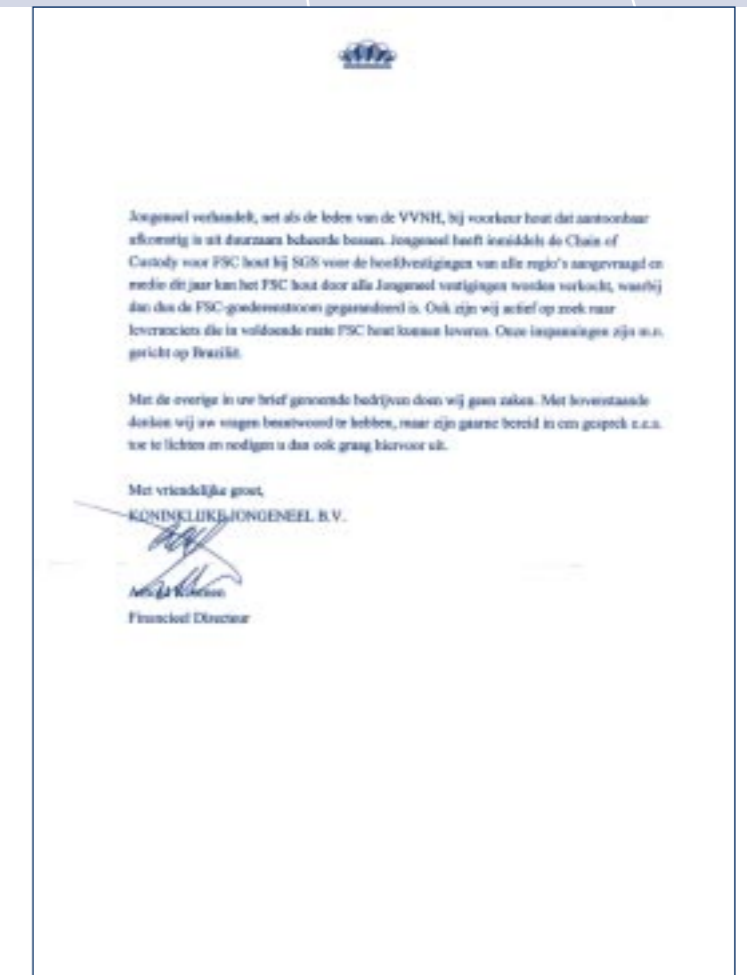 Jongeneel verhandelt, net als de leden van de VVNH, bij voorkeur hout dat aantoonbaar
afkomstig is uit duurzaam beheerde bossen. Jongeneel heeft inmiddels de Chain of
Custody voor FSC hout bij SGS voor de hoofdvestigingen van alle regio's aangevraagd en
medio dit jaar kan het FSC hout door alle Jongeneel vestigingen worden verkocht, waarbij
dan dus de FSC-goederenstroom gegarandeerd is. Ook zijn wij actief op zoek naar
leveranciers die in voldoende mate FSC hout kunnen leveren. Onze inspanningen zijn m.n.
gericht op Brazilië.
Met de overige in uw brief genoemde bedrijven doen wij geen zaken. Met bovenstaande
denken wij uw vragen beantwoord te hebben, maar zijn gaarne bereid in een gesprek e.e.a.
toe te lichten en nodigen u dan ook graag hiervoor uit.
Met vriendelijke groet,
KONINKLIJKE JONGENEEL B.V.
Financieel Directeur